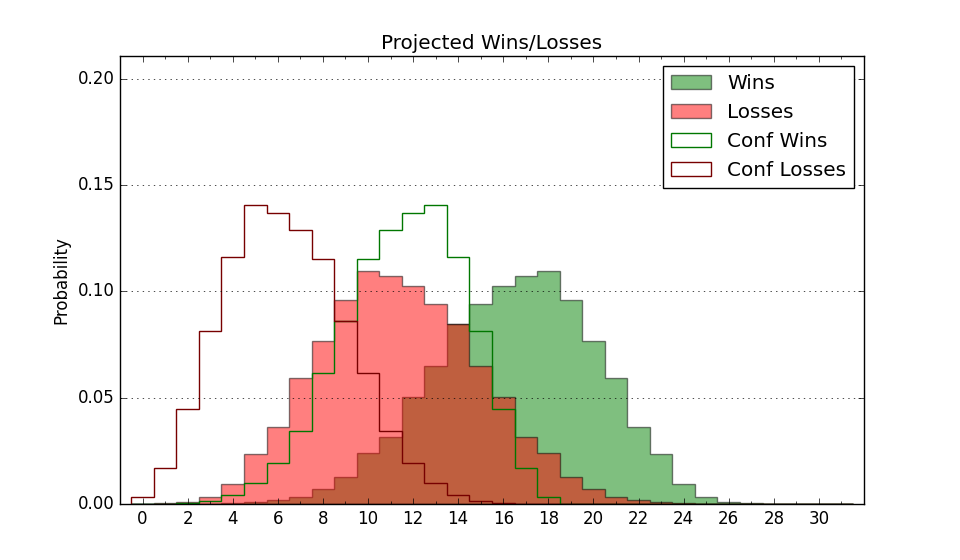 Projected Wins/Losses
0.20
0.15
0.10
0.05
0.00
Probability
Wins
Losses
Conf Wins
Conf Losses
0 2 4 6 8 10 12 14 16 18 20 22 24 26 28 30